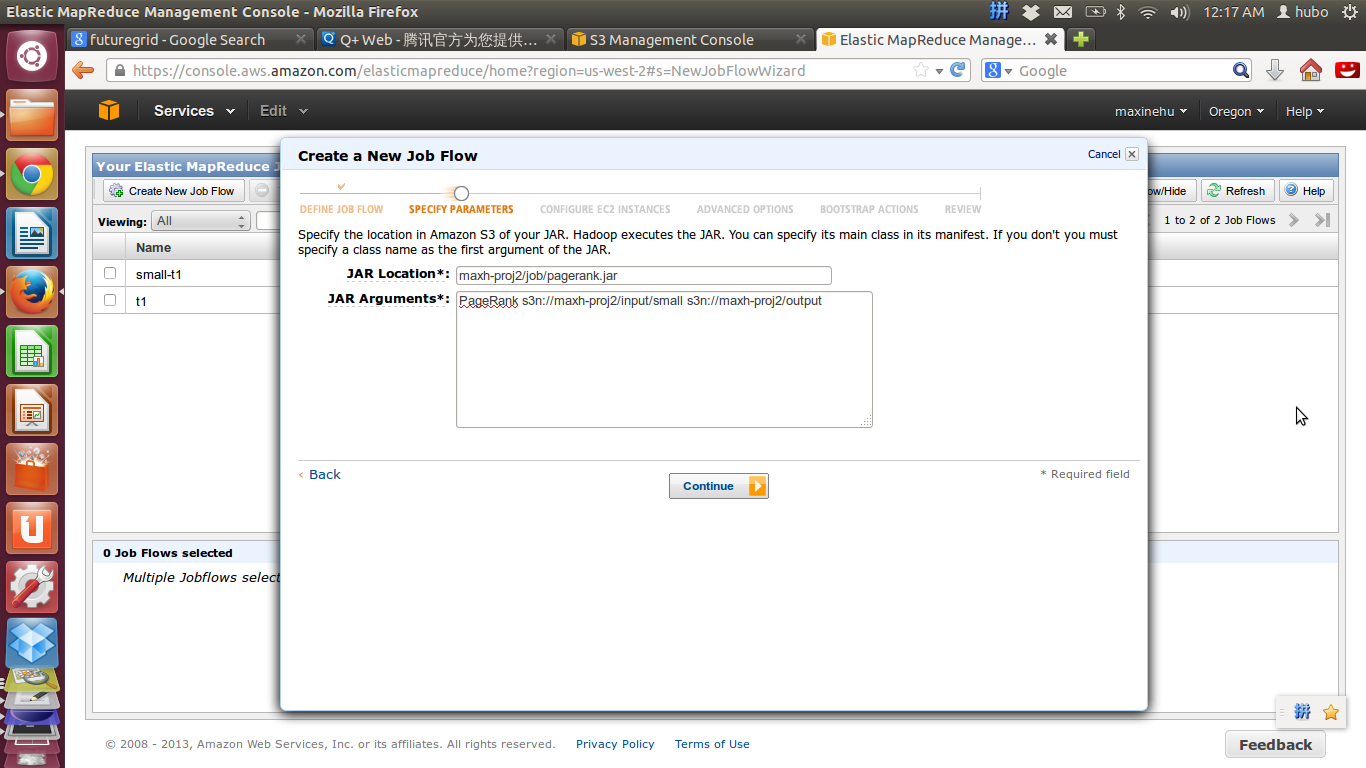 Elastic MapReduce Management Console - Mozilla Firefox
拼
12:17 AM
hubo
Futuregrid - Google Search
Q+ Web - 腾讯官方为您提供...
S3 Management Console
Elastic MapReduce Manage...
https://console.aws.amazon.com/elasticmapreduce/home?region=us-west-2#s=NewJobFlowWizard
Google
Services
Edit
maxinehu
Oregon
Help
Create a New Job Flow
Cancel
Your Elastic MapReduce J
Create New Job Flow
ow/Hide
Refresh
Help
DEFINE JOB FLOW
SPECIFY PARAMETERS
CONFIGURE EC2 INSTANCES
ADVANCED OPTIONS
BOOTSTRAP ACTIONS
REVIEW
Viewing:
All
1 to 2 of 2 Job Flows
Specify the location in Amazon S3 of your JAR. Hadoop executes the JAR. You can specify its main class in its manifest. If you don't you must
specify a class name as the first argument of the JAR.
Name
small-t1
t1
JAR Location*:
maxh-proj2/job/pagerank.jar
JAR Arguments*:
PageRank s3n://maxh-proj2/input/small s3n://maxh-proj2/output
‹ Back
Continue
* Required field
0 Job Flows selected
Multiple Jobflows select
拼
© 2008 - 2013, Amazon Web Services, Inc. or its affiliates. All rights reserved.
Privacy Policy
Terms of Use
Feedback